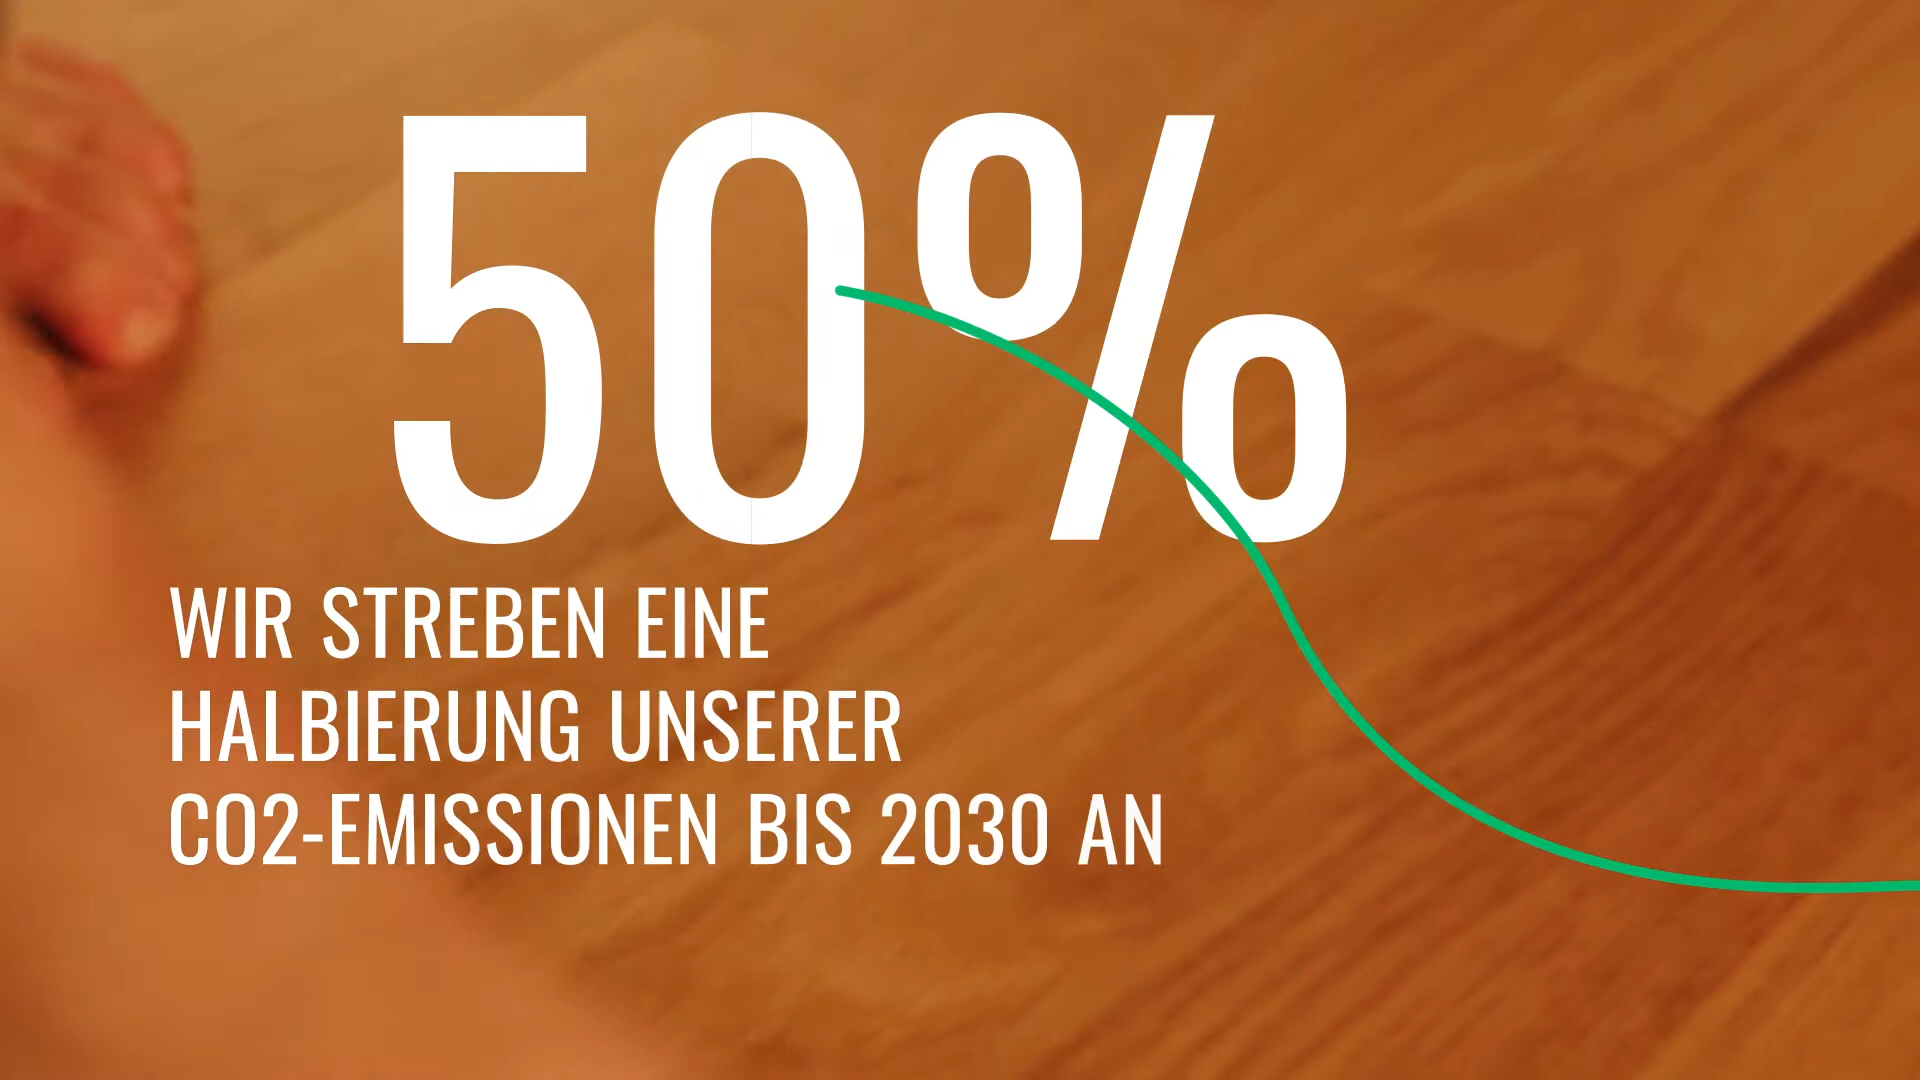 50%
WIR STREBEN EINE
HALBIERUNG UNSERER
CO2-EMISSIONEN BIS 2030 AN